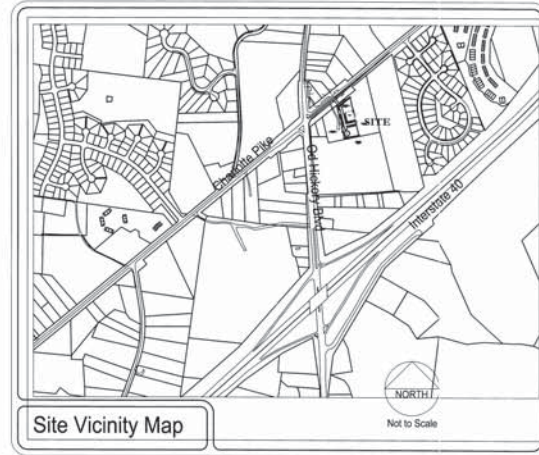 SITE
Charlotte Pike
Old Hickory Blvd
Interstate 40
NORTH
Not to Scale
Site Vicinity Map